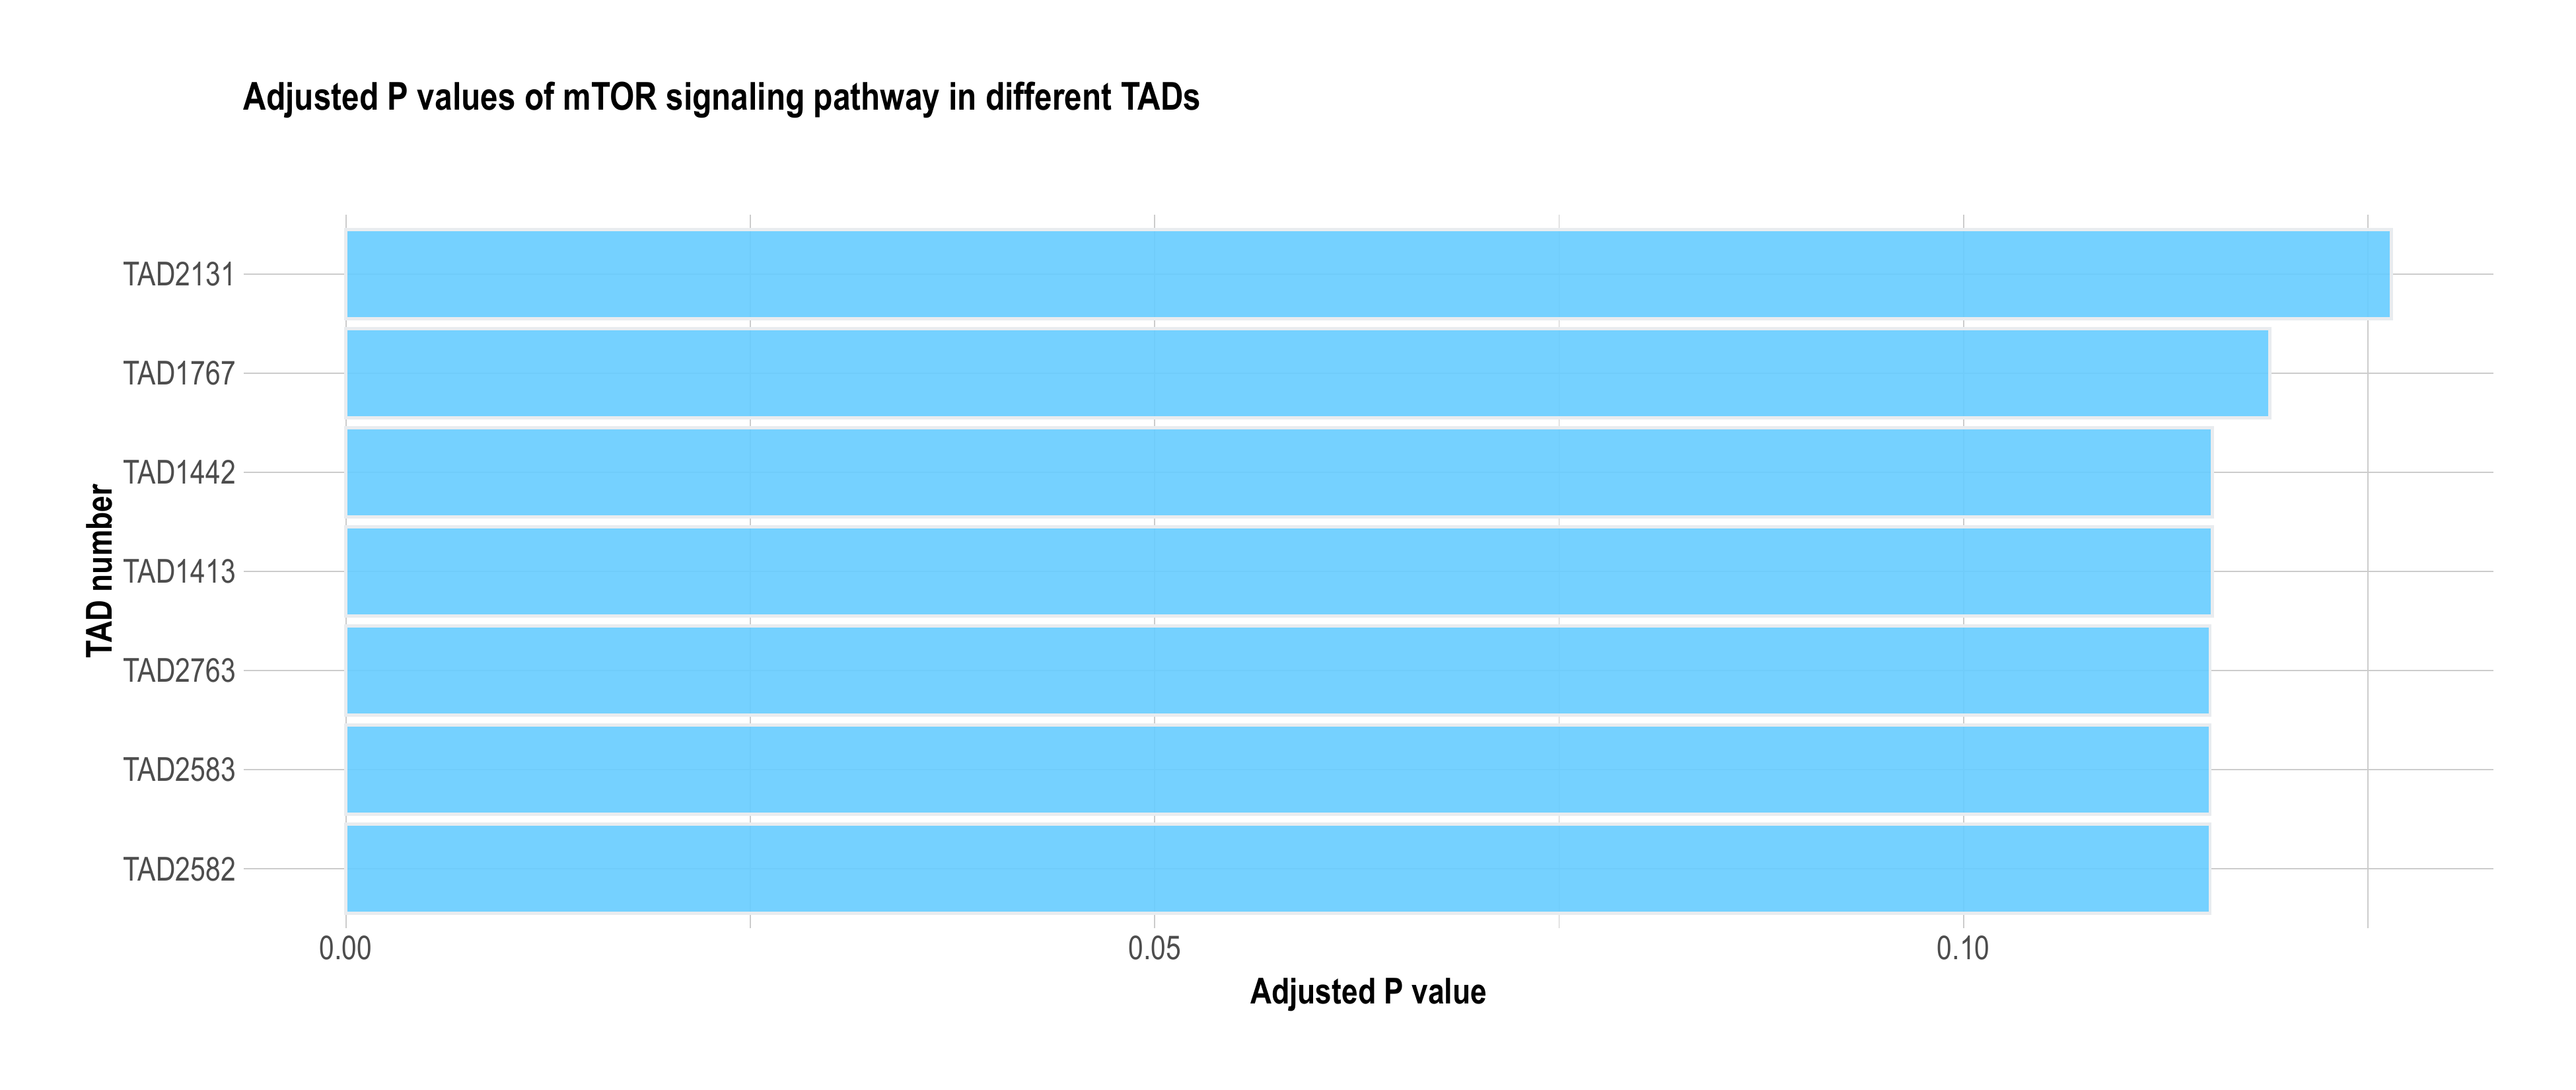 Adjusted P values of mTOR signaling pathway in different TADs
TAD number
TAD2131
TAD1767
TAD1442
TAD1413
TAD2763
TAD2583
TAD2582
0.00 0.05 0.10
Adjusted P value